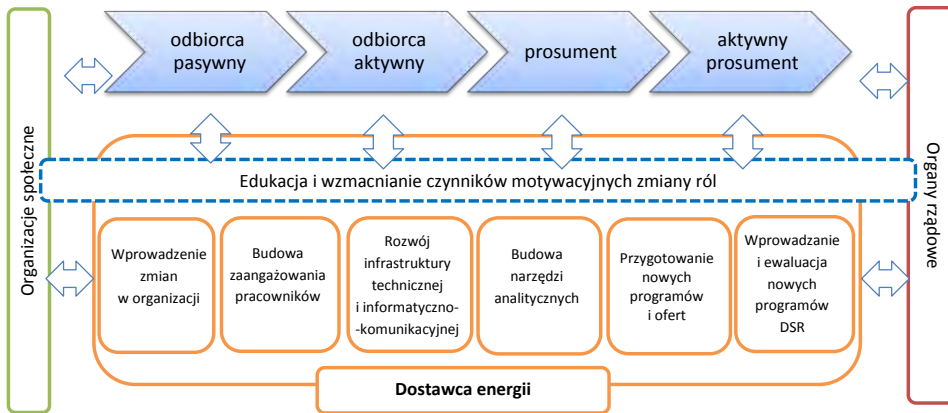 Organizacje społeczne
odbiorca
pasywny
odbiorca
aktywny
prosument
aktywny
prosument
Organy rządowe
Edukacja i wzmacnianie czynników motywacyjnych zmiany ról
Wprowadzenie
zmian
w organizacji
Budowa
zaangażowania
pracowników
Rozwój
infrastruktury
technicznej
i informatyczno-
-komunikacyjnej
Budowa
narzędzi
analitycznych
Przygotowanie
nowych
programów
i ofert
Wprowadzanie
i ewaluacja
nowych
programów
DSR
Dostawca energii